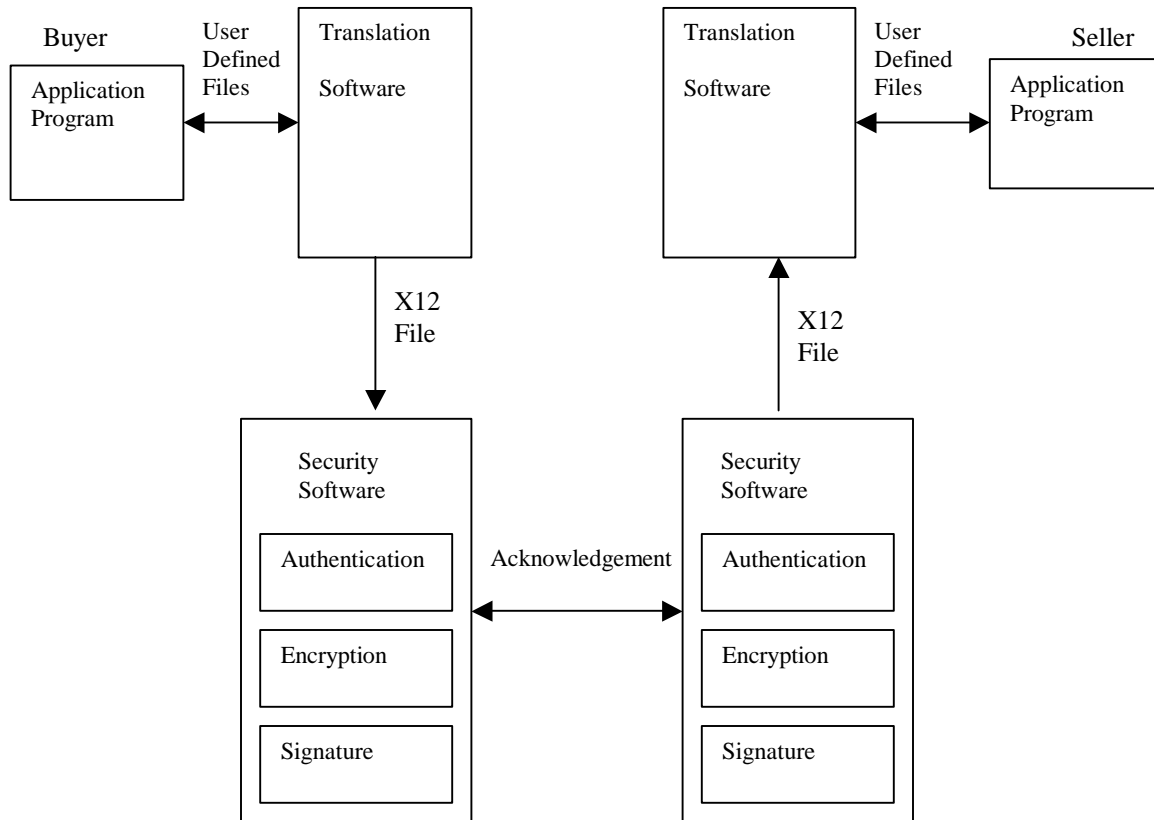 Buyer
Application
Program
User
Defined
Files
Translation
Software
Translation
Software
User
Defined
Files
Seller
Application
Program
X12
File
X12
File
Security
Software
Authentication
Encryption
Signature
Acknowledgement
Security
Software
Authentication
Encryption
Signature